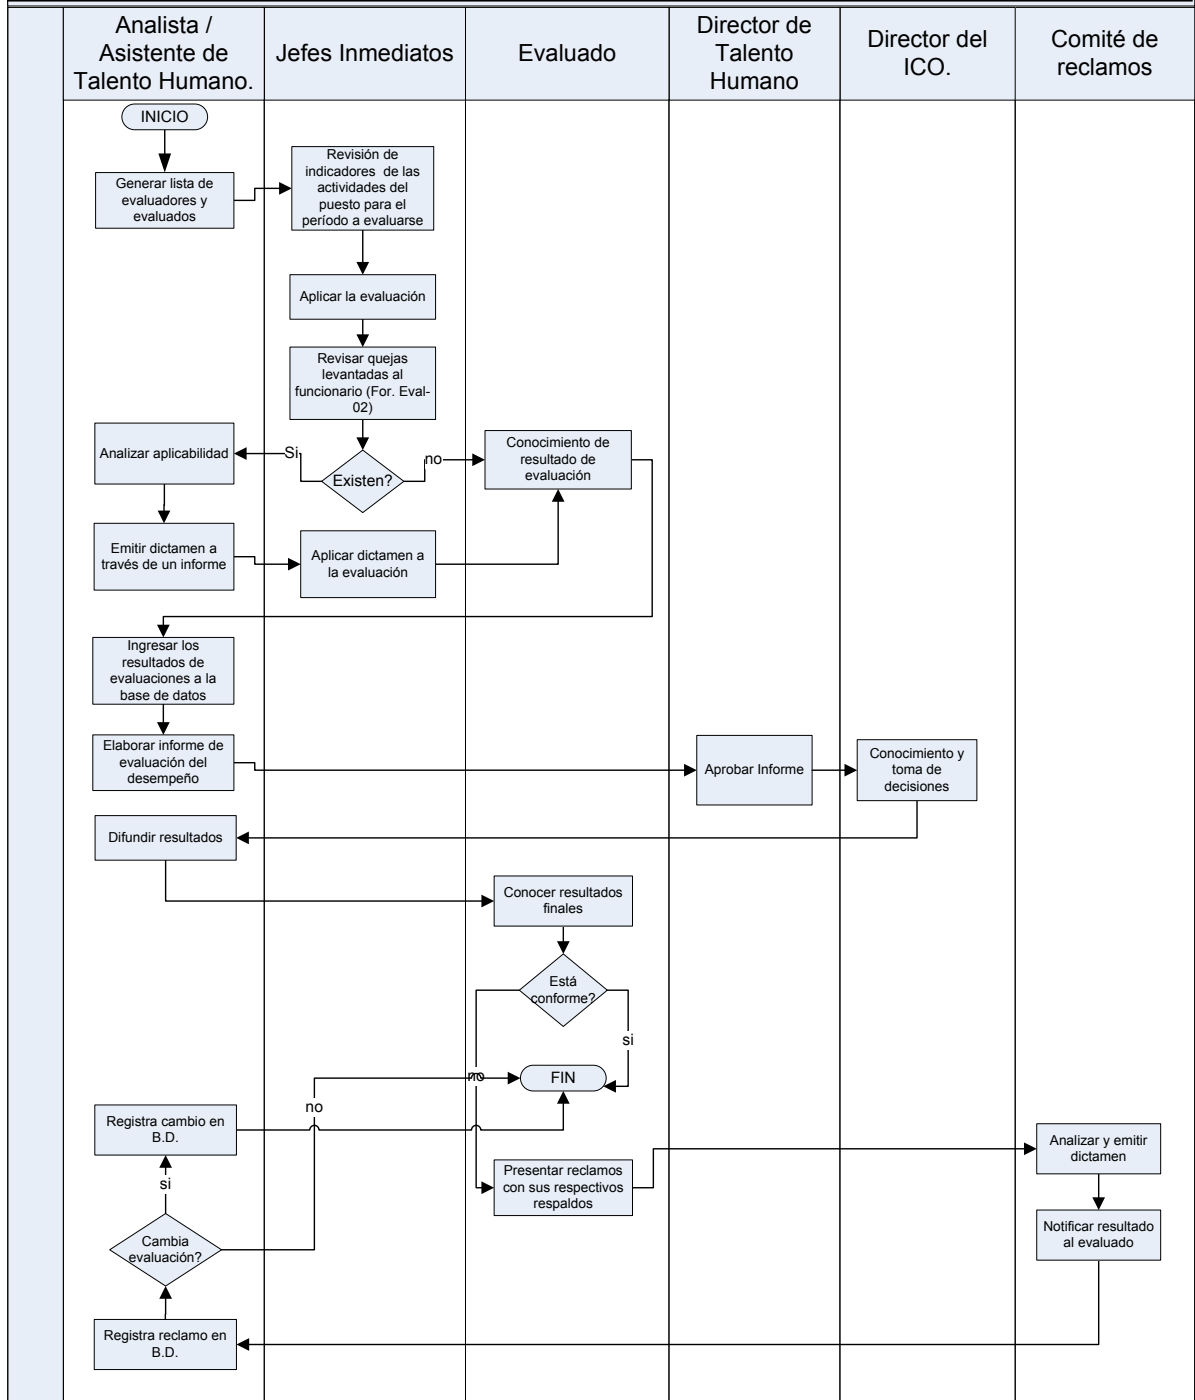 Analista /
Asistente de
Talento Humano.
Jefes Inmediatos
Evaluado
Director de
Talento
Humano
Director del
ICO.
Comité de
reclamos
INICIO
Generar lista de
evaluadores y
evaluados
Revisión de
indicadores de las
actividades del
puesto para el
período a evaluarse
Aplicar la evaluación
Revisar quejas
levantadas al
funcionario (For. Eval-
02)
Existen?
Si
no
Analizar aplicabilidad
Conocimiento de
resultado de
evaluación
Emitir dictamen a
través de un informe
Aplicar dictamen a
la evaluación
Ingresar los
resultados de
evaluaciones a la
base de datos
Elaborar informe de
evaluación del
desempeño
Aprobar Informe
Conocimiento y
toma de
decisiones
Difundir resultados
Conocer resultados
finales
Está
conforme?
si
no
FIN
no
Registra cambio en
B.D.
Analizar y emitir
dictamen
Presentar reclamos
con sus respectivos
respaldos
si
Notificar resultado
al evaluado
Cambia
evaluación?
Registra reclamo en
B.D.